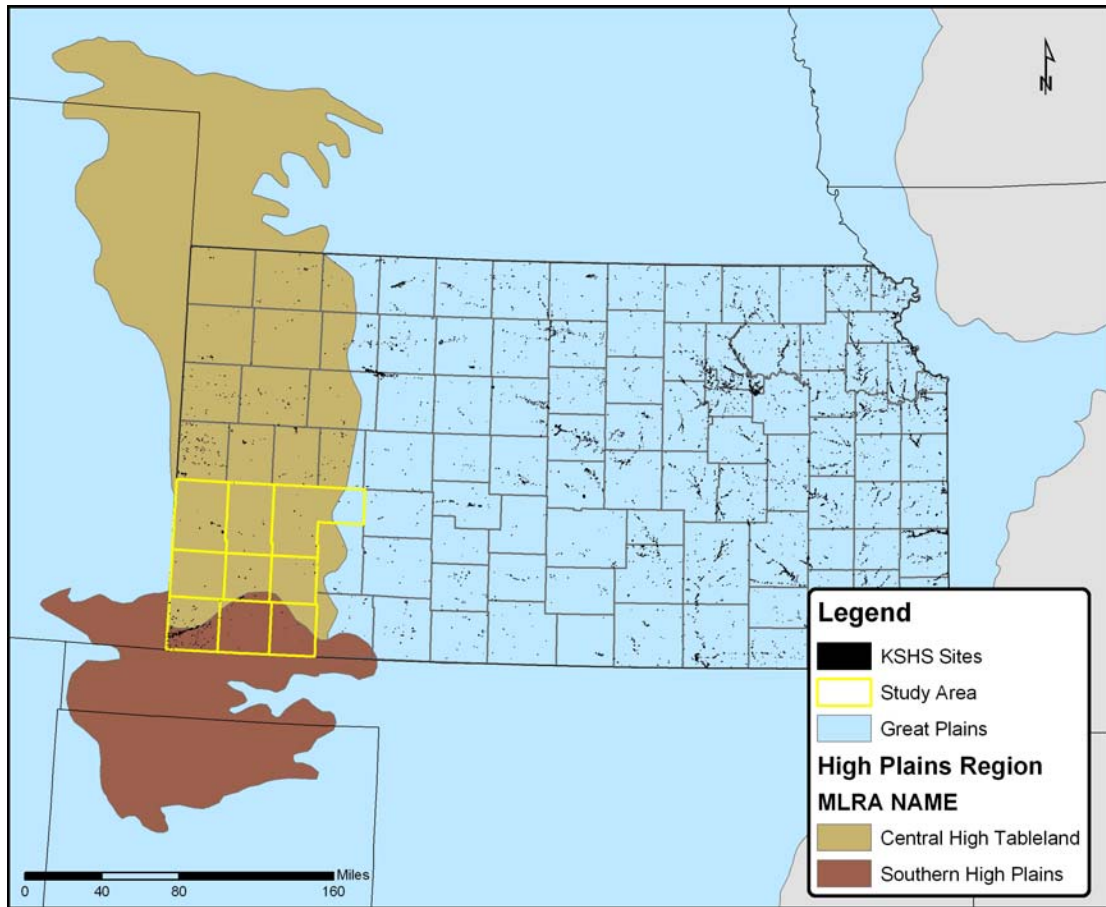 N
Legend
KSHS Sites
Study Area
Great Plains
High Plains Region
MLRA NAME
Central High Tableland
Southern High Plains
Miles
0 40 80 160